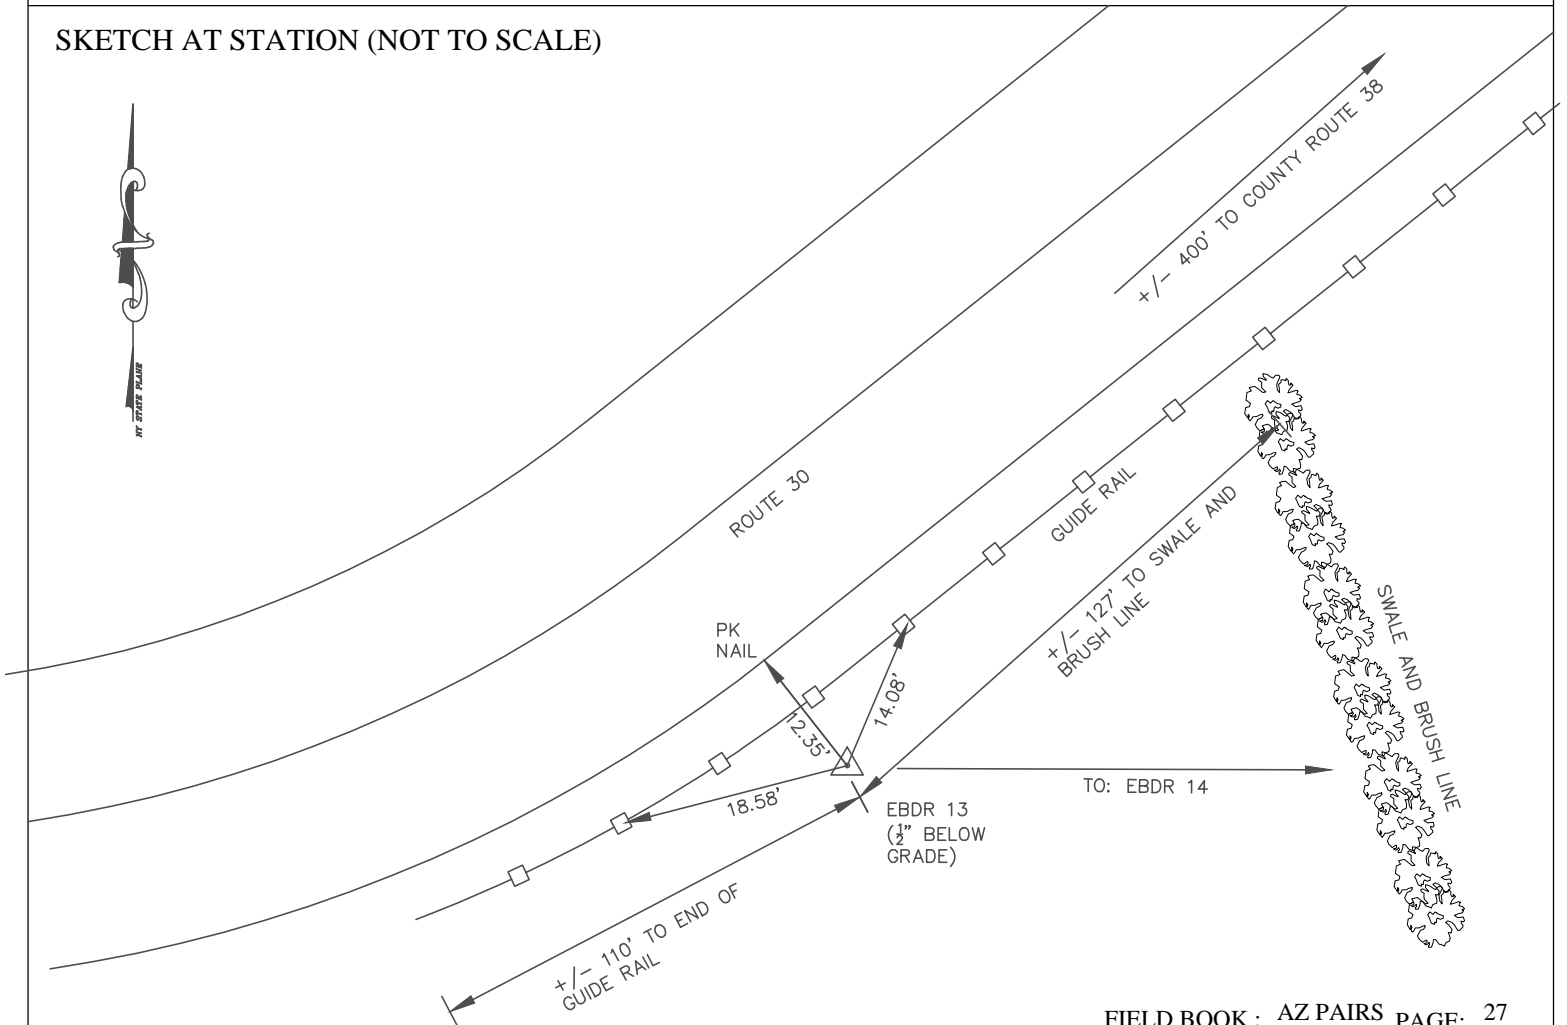 SKETCH AT STATION (NOT TO SCALE)
+/- 400' TO COUNTY ROUTE 38
NY STATE PLANE
ROUTE 30
GUIDE RAIL
+/- 127' TO SWALE AND
BRUSH LINE
SWALE AND BRUSH LINE
PK
NAIL
14.08'
12.35'
18.58'
TO: EBDR 14
EBDR 13
(½" BELOW
GRADE)
+/- 110' TO END OF
GUIDE RAIL
FIELD BOOK : AZ PAIRS PAGE: 27